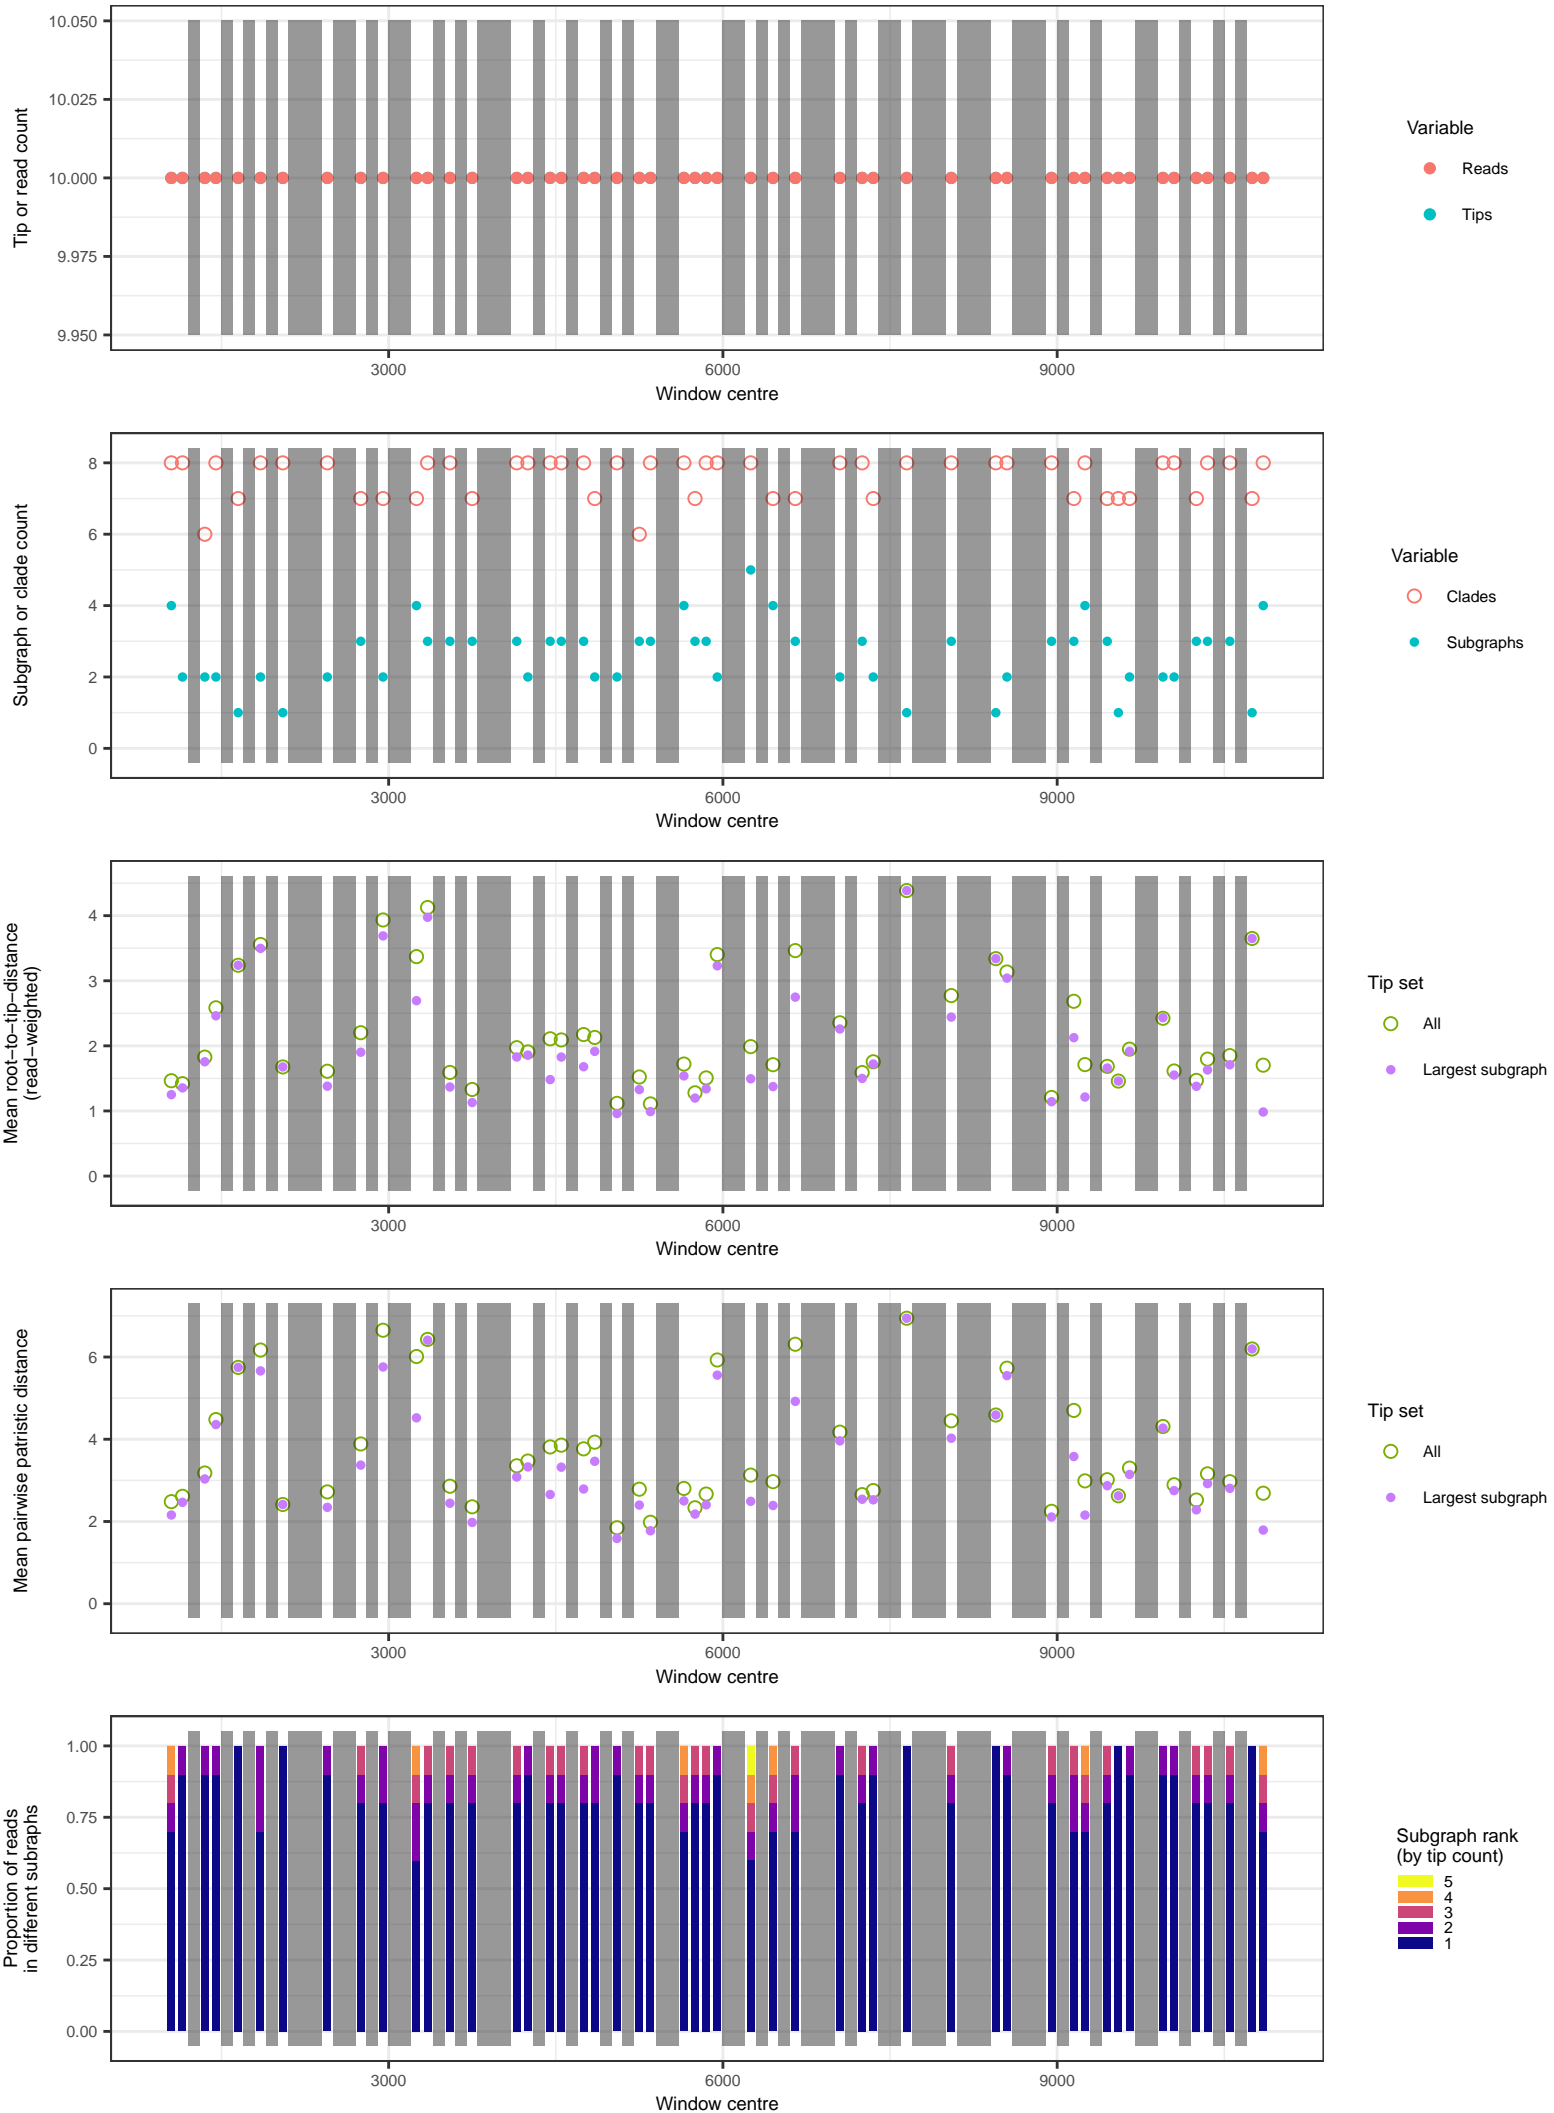 10.050
10.025
10.000
9.975
9.950
Tip or read count
3000
6000
9000
Window centre
Variable
Reads
Tips
8
6
4
2
0
Subgraph or clade count
3000
6000
9000
Window centre
Variable
Clades
Subgraphs
4
3
2
1
0
Mean root−to−tip−distance
(read−weighted)
3000
6000
9000
Window centre
Tip set
All
Largest subgraph
6
4
2
0
Mean pairwise patristic distance
3000
6000
9000
Window centre
Tip set
All
Largest subgraph
1.00
0.75
0.50
0.25
0.00
Proportion of reads
in different subraphs
3000
6000
9000
Window centre
Subgraph rank
(by tip count)
5
4
3
2
1